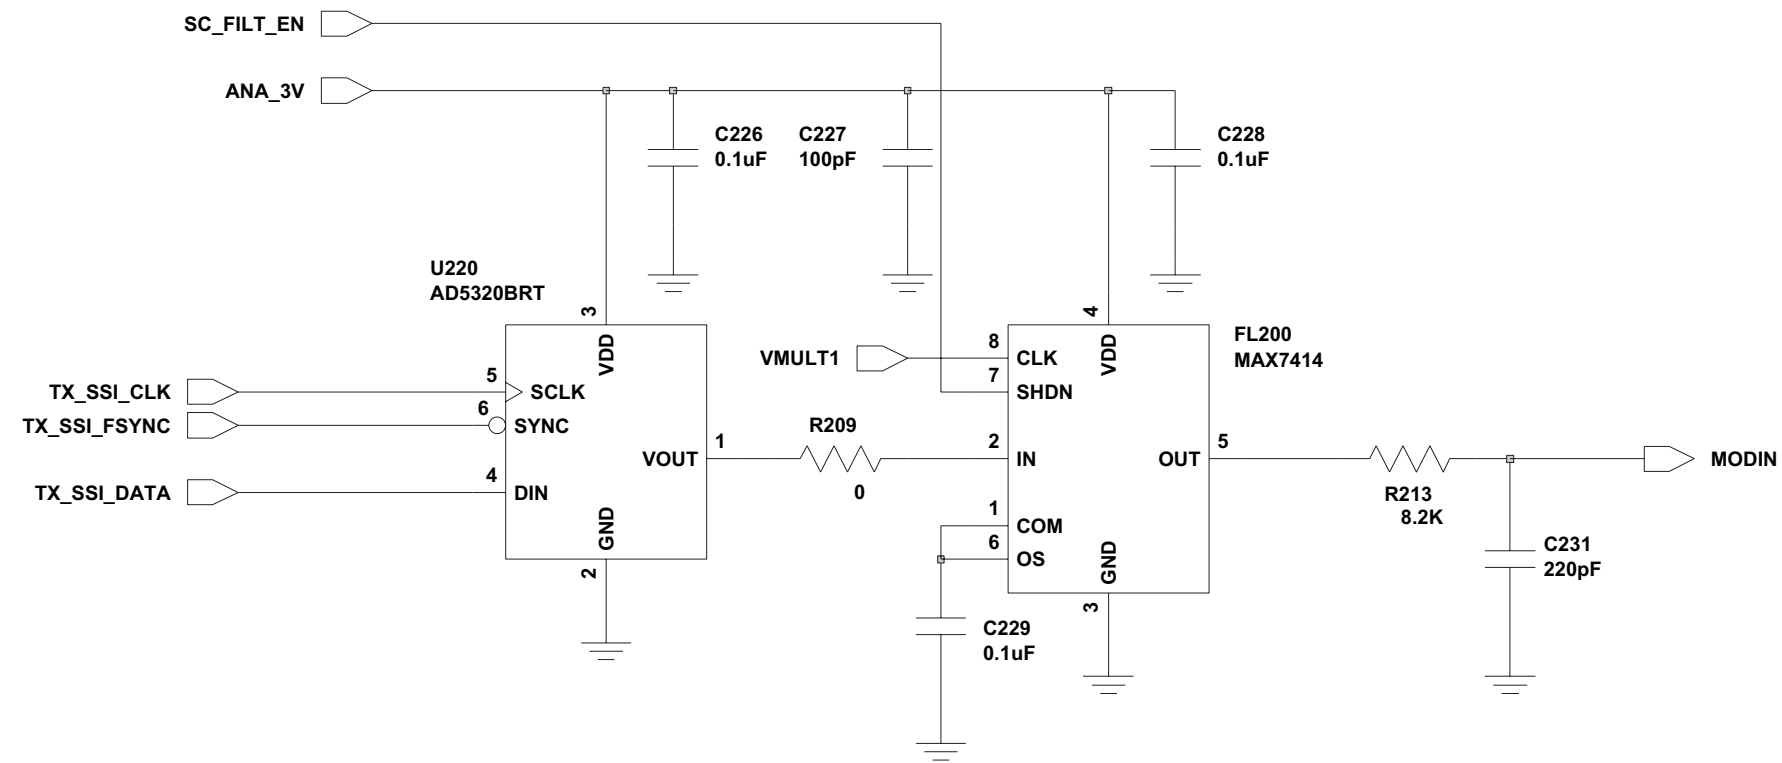 SC_FILT_EN
ANA_3V
C226
0.1uF
C227
100pF
C228
0.1uF
U220
AD5320BRT
3
VDD
4
VDD
FL200
MAX7414
VMULT1
8
CLK
7
SHDN
TX_SSI_CLK
5
SCLK
TX_SSI_FSYNC
6
SYNC
TX_SSI_DATA
4
DIN
VOUT
1
R209
0
2
IN
OUT
5
R213
8.2K
MODIN
1
COM
6
OS
GND
2
GND
3
C229
0.1uF
C231
220pF